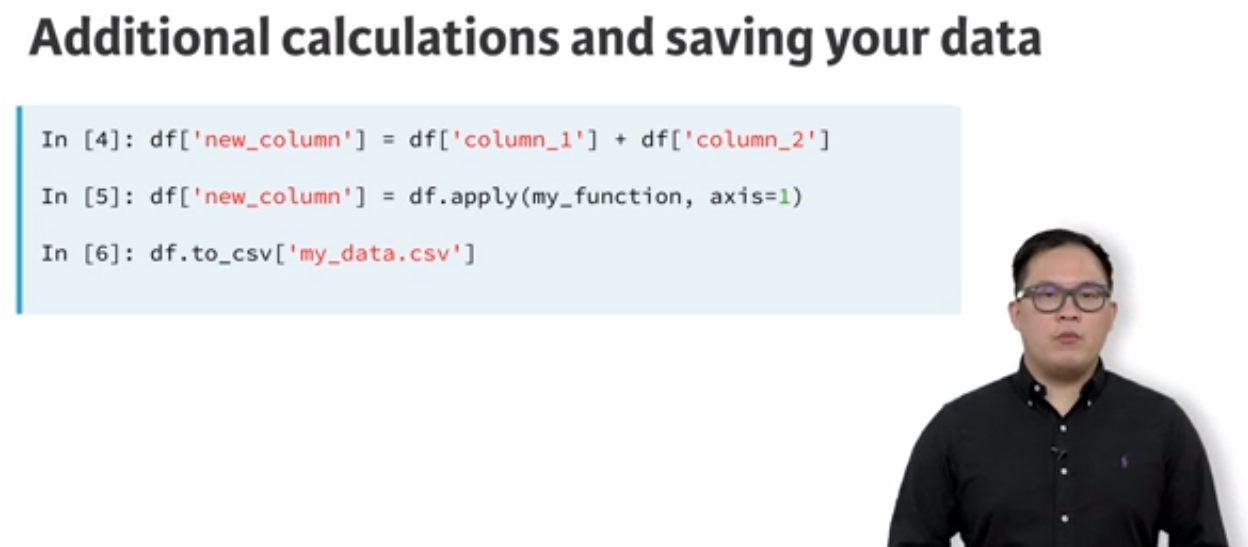 Additional calculations and saving your data
In [4]: df['new_column'] = df['column_1'] + df['column_2']
In [5]: df['new_column'] = df.apply(my_function, axis=1)
In [6]: df.to_csv['my_data.csv']